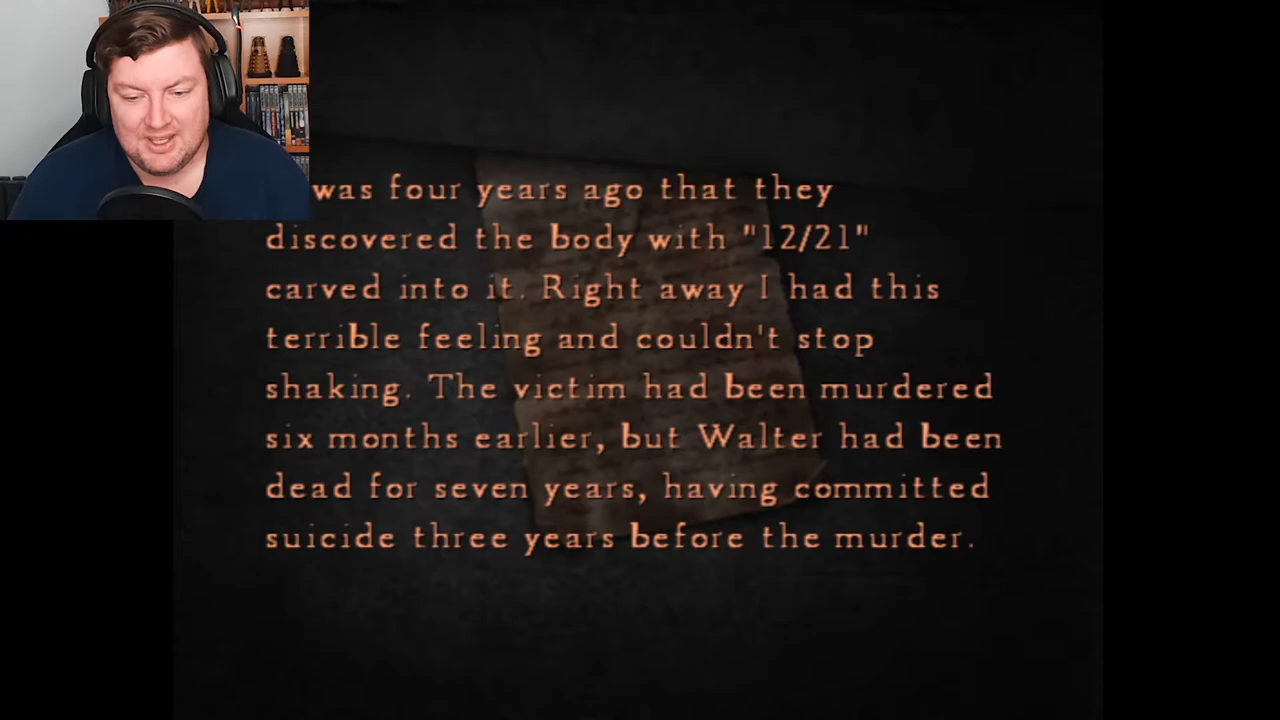 was four years ago that they
discovered the body with "12/21"
carved into it. Right away I had this
terrible feeling and couldn't stop
shaking. The victim had been murdered
six months earlier, but Walter had been
dead for seven years, having committed
suicide three years before the murder.